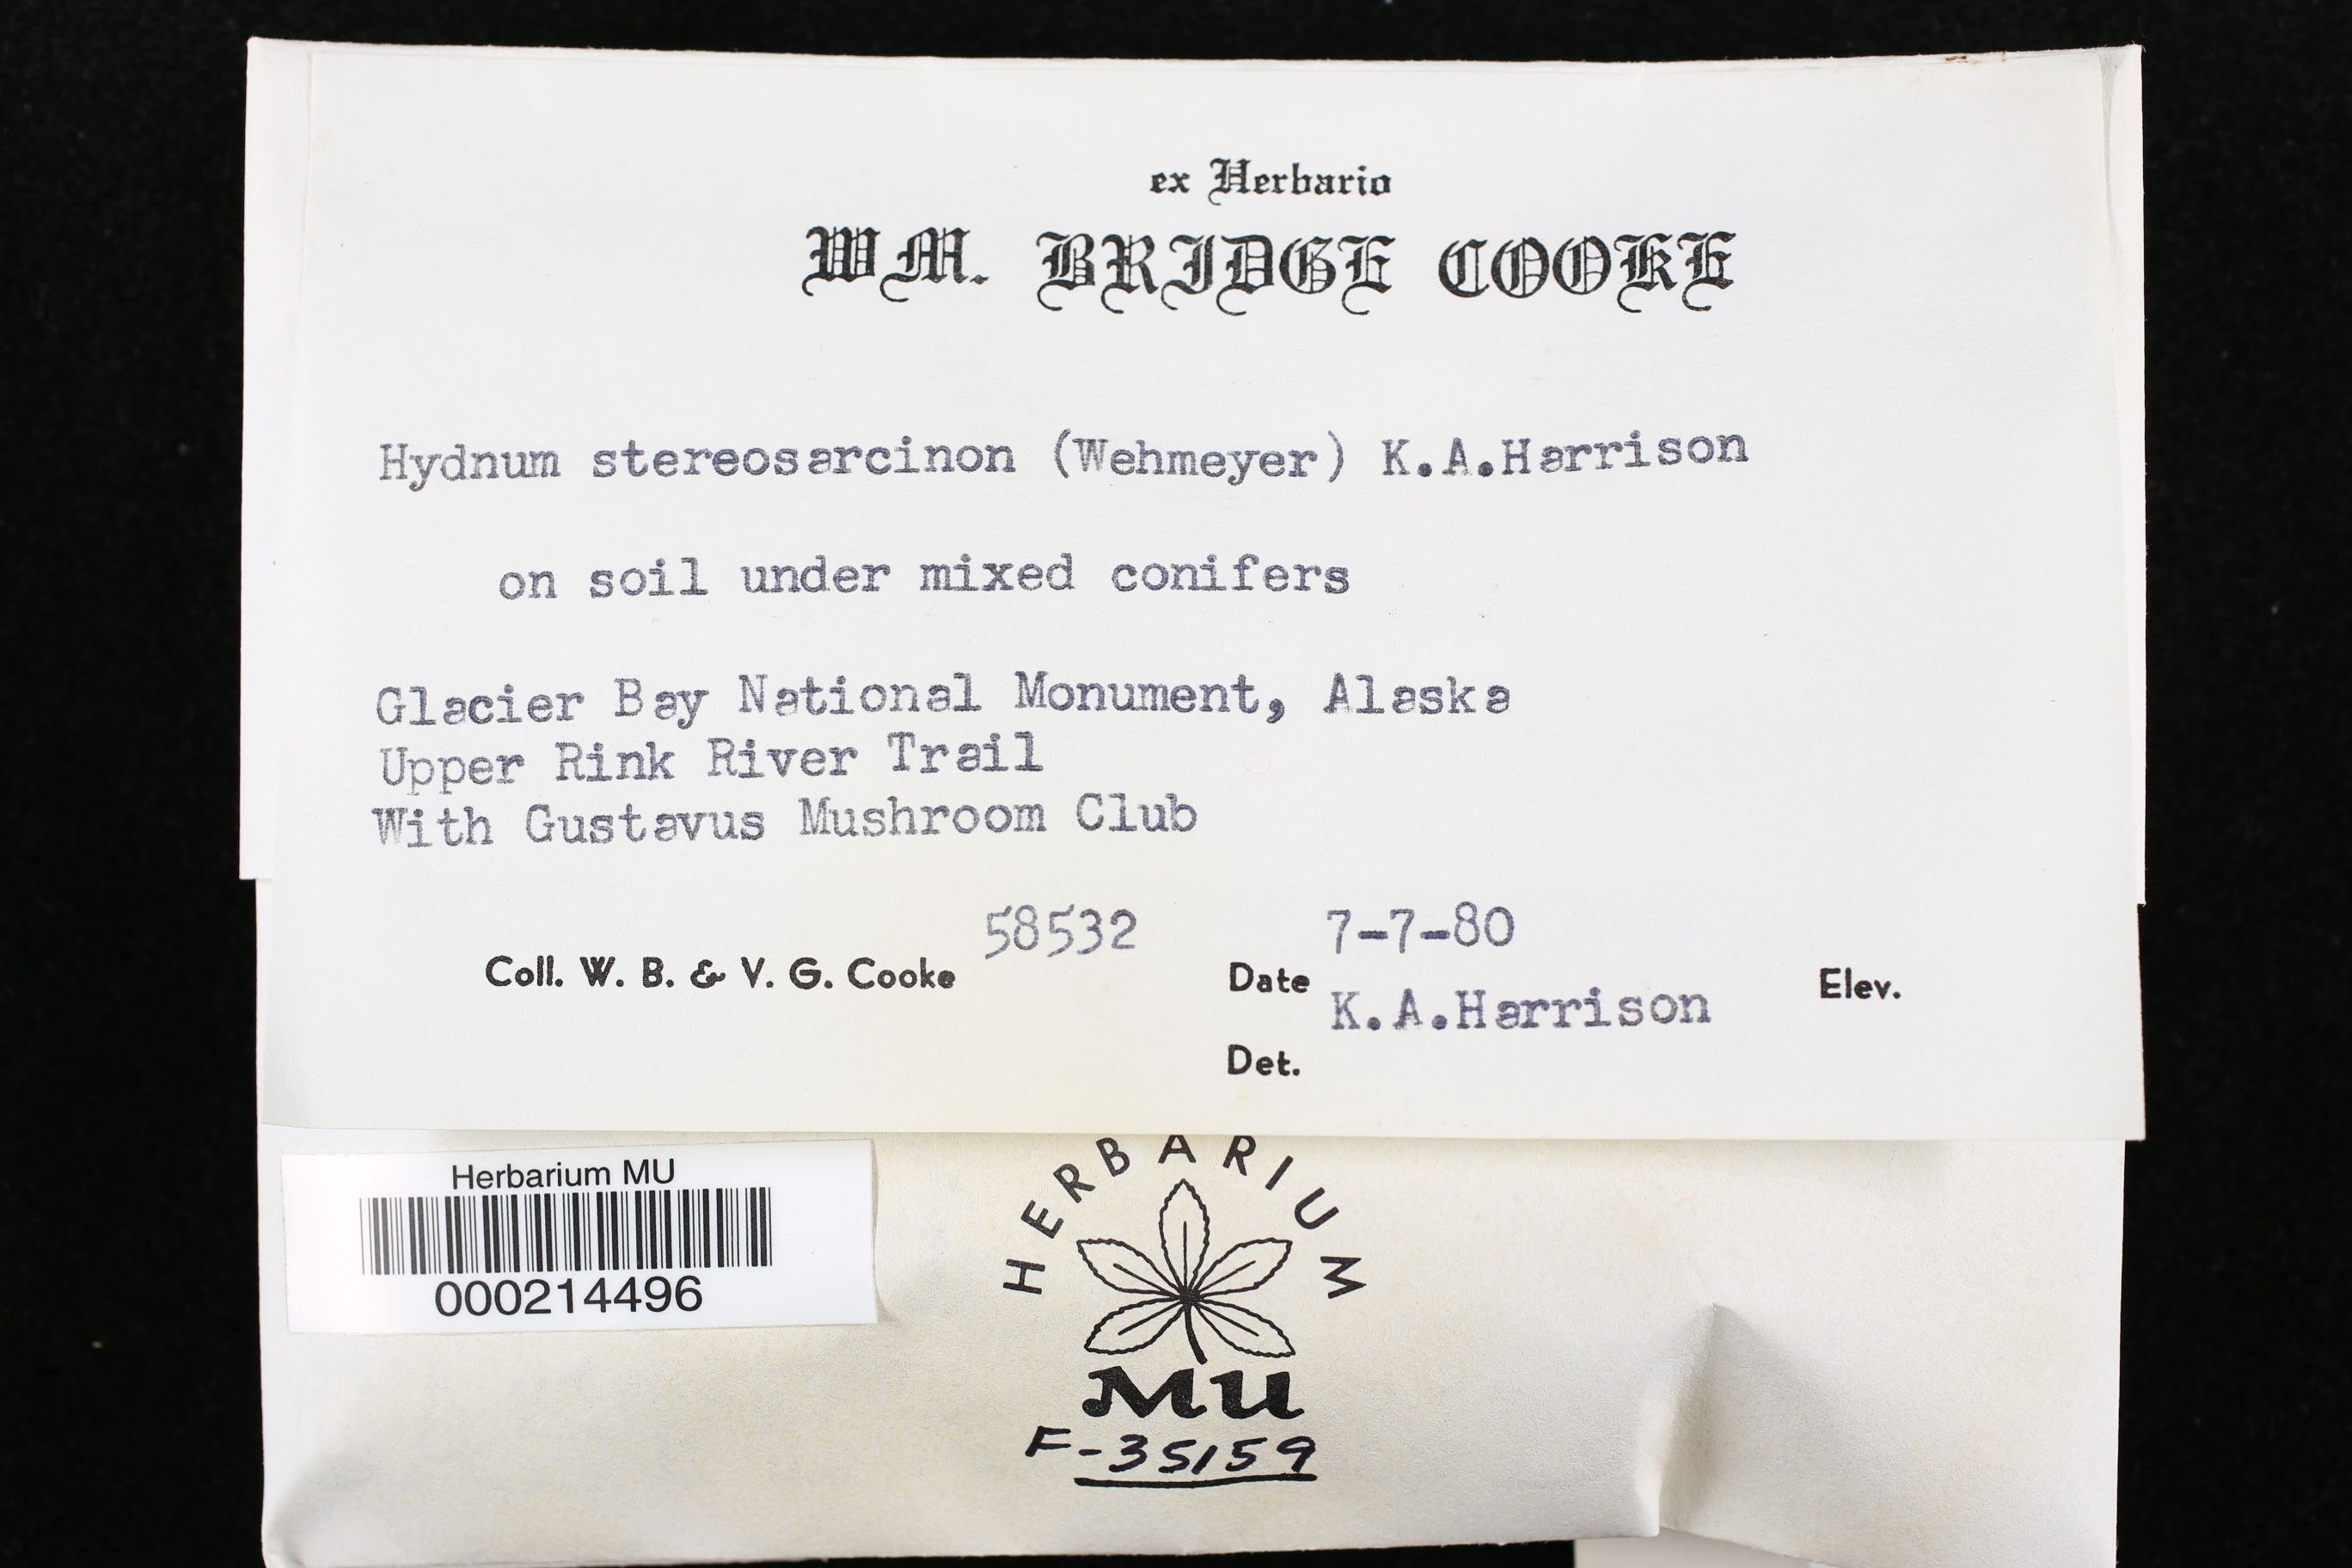 ex Herbario
WM. BRIDGE COOKE
Hydnum stereosarcinon (Wehmeyer) K.A.Harrison
on soil under mixed conifers
Glacier Bay National Monument, Alaska
Upper Rink River Trail
With Gustavus Mushroom Club
58532
7-7-80
Coll. W. B. & V. G. Cooke
Date
Elev.
K.A.Harrison
Det.
Herbarium MU
000214496
HERBARIUM
MU
F-35159